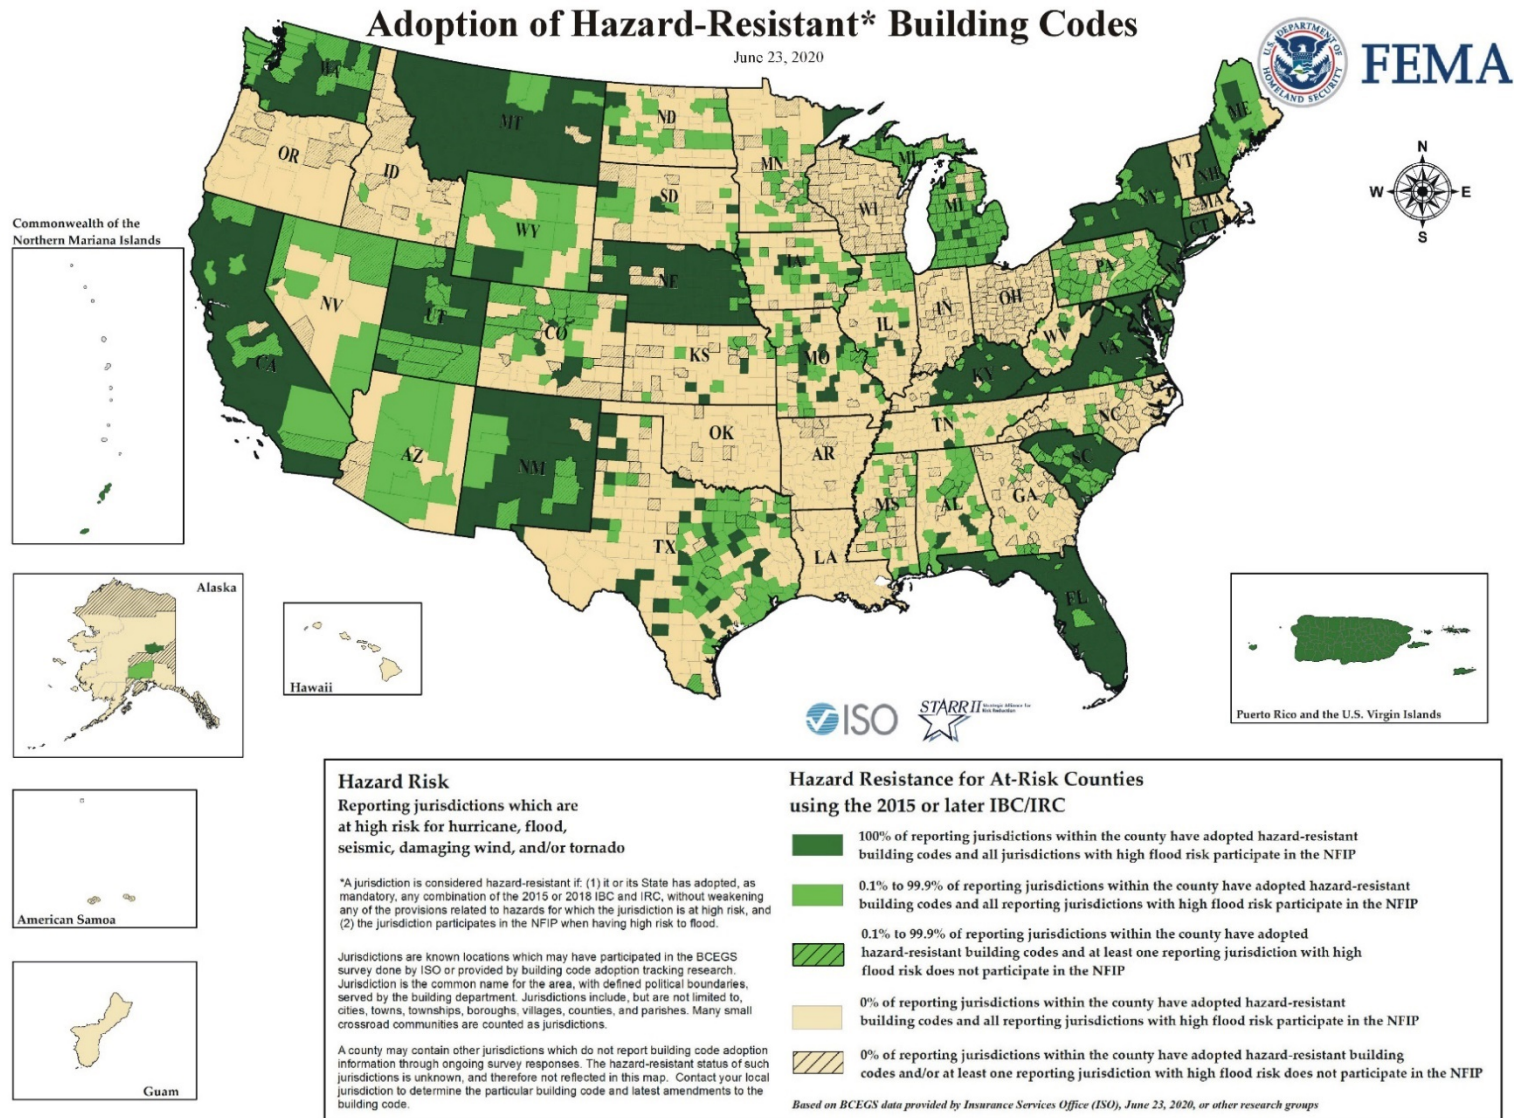 Adoption of Hazard-Resistant* Building Codes
June 23, 2020
U.S. DEPARTMENT OF
HOMELAND SECURITY
FEMA
N
W
E
S
WA
MT
ND
MN
ME
OR
ID
WY
SD
WI
MI
MI
VT
NH
NY
MA
CT
NV
UT
CO
NE
IA
IL
IN
OH
PA
NJ
CA
KS
MO
KY
WV
VA
AZ
NM
OK
AR
TN
NC
TX
LA
MS
AL
GA
SC
FL
Commonwealth of the
Northern Mariana Islands
Alaska
Hawaii
American Samoa
Guam
Puerto Rico and the U.S. Virgin Islands
ISO
STARR II
Strategic Alliance for
Risk Reduction
Hazard Risk
Reporting jurisdictions which are
at high risk for hurricane, flood,
seismic, damaging wind, and/or tornado
*A jurisdiction is considered hazard-resistant if: (1) it or its State has adopted, as
mandatory, any combination of the 2015 or 2018 IBC and IRC, without weakening
any of the provisions related to hazards for which the jurisdiction is at high risk, and
(2) the jurisdiction participates in the NFIP when having high risk to flood.
Jurisdictions are known locations which may have participated in the BCEGS
survey done by ISO or provided by building code adoption tracking research.
Jurisdiction is the common name for the area, with defined political boundaries,
served by the building department. Jurisdictions include, but are not limited to,
cities, towns, townships, boroughs, villages, counties, and parishes. Many small
crossroad communities are counted as jurisdictions.
A county may contain other jurisdictions which do not report building code adoption
information through ongoing survey responses. The hazard-resistant status of such
jurisdictions is unknown, and therefore not reflected in this map. Contact your local
jurisdiction to determine the particular building code and latest amendments to the
building code.
Hazard Resistance for At-Risk Counties
using the 2015 or later IBC/IRC
100% of reporting jurisdictions within the county have adopted hazard-resistant
building codes and all jurisdictions with high flood risk participate in the NFIP
0.1% to 99.9% of reporting jurisdictions within the county have adopted hazard-resistant
building codes and all reporting jurisdictions with high flood risk participate in the NFIP
0.1% to 99.9% of reporting jurisdictions within the county have adopted
hazard-resistant building codes and at least one reporting jurisdiction with high
flood risk does not participate in the NFIP
0% of reporting jurisdictions within the county have adopted hazard-resistant
building codes and all reporting jurisdictions with high flood risk participate in the NFIP
0% of reporting jurisdictions within the county have adopted hazard-resistant building
codes and/or at least one reporting jurisdiction with high flood risk does not participate in the NFIP
Based on BCEGS data provided by Insurance Services Office (ISO), June 23, 2020, or other research groups